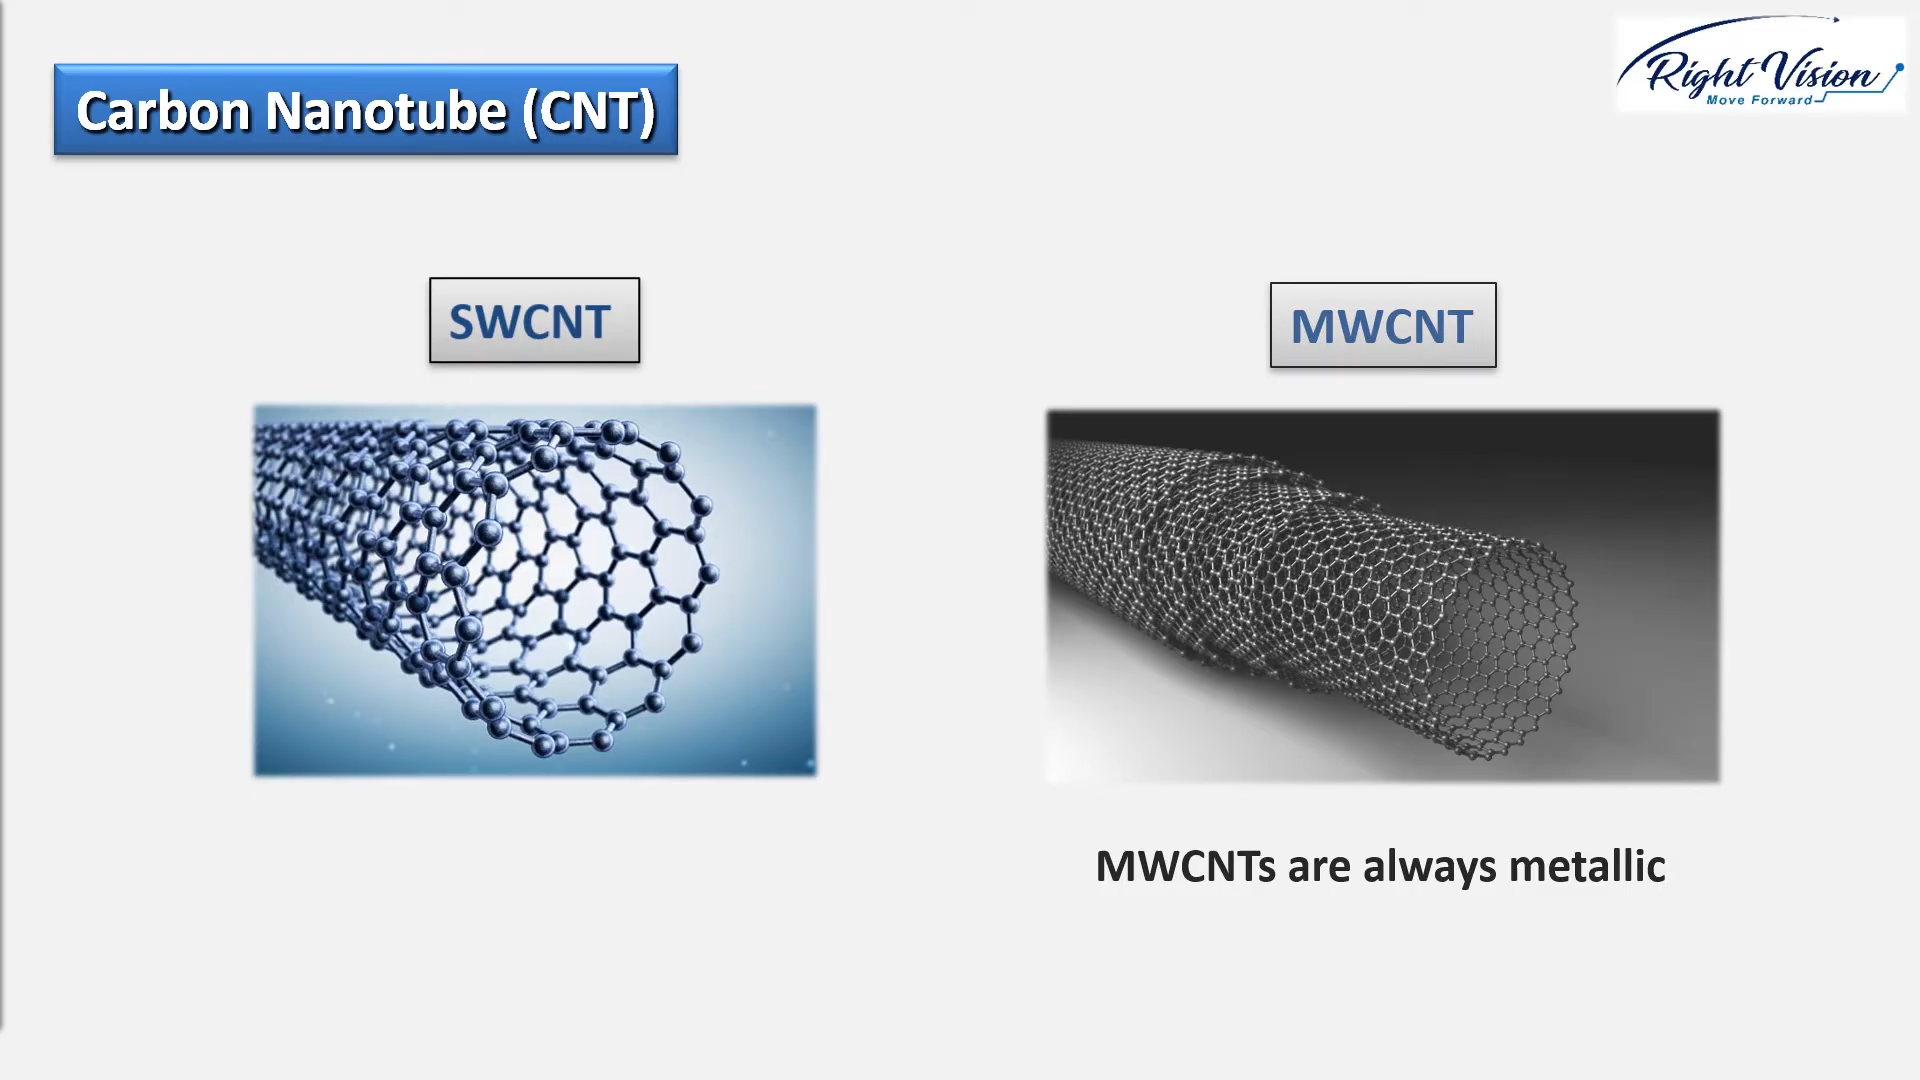 Right Vision
Move Forward
Carbon Nanotube (CNT)
SWCNT
MWCNT
MWCNTs are always metallic